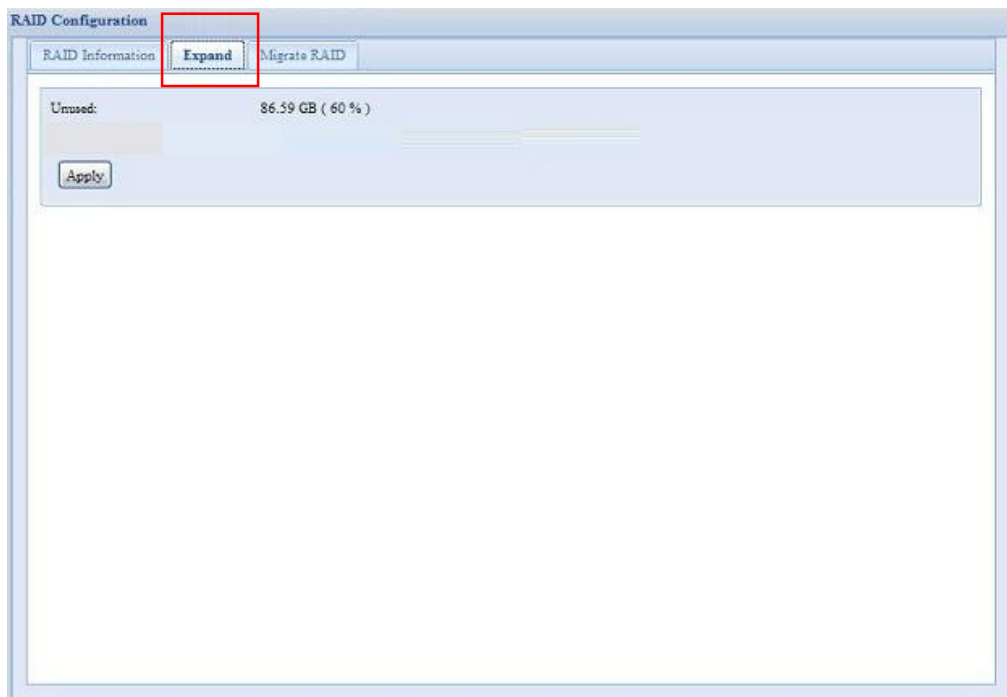 RAID Configuration
RAID Information Expand Migrate RAID
Unused: 86.59 GB ( 60 % )
Apply